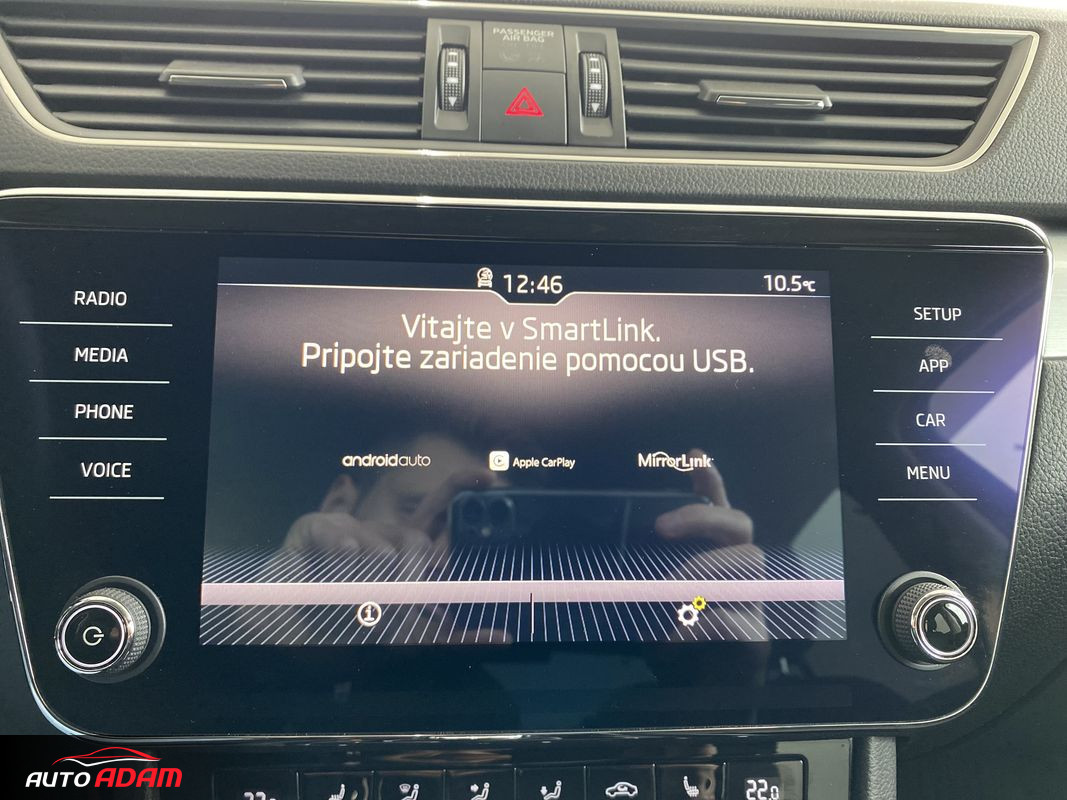 PASSENGER
AIR BAG
12:46
10.5°C
Vitajte v SmartLink.
Pripojte zariadenie pomocou USB.
androidauto
Apple CarPlay
MirrorLink
RADIO
MEDIA
PHONE
VOICE
SETUP
APP
CAR
MENU
22.0
AUTO ADAM